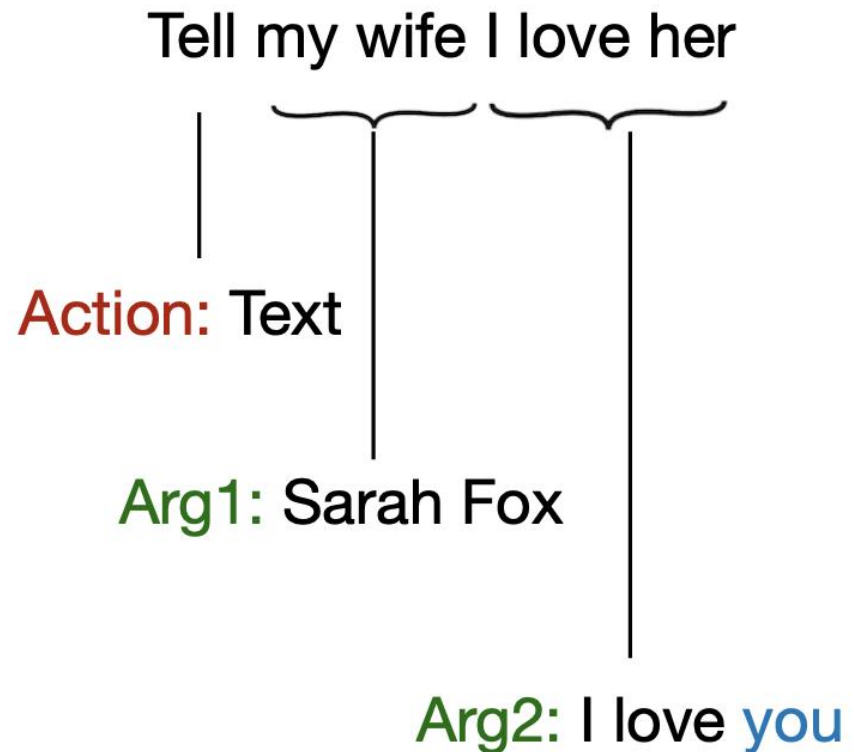 Tell my wife I love her
Action: Text
Arg1: Sarah Fox
Arg2: I love you